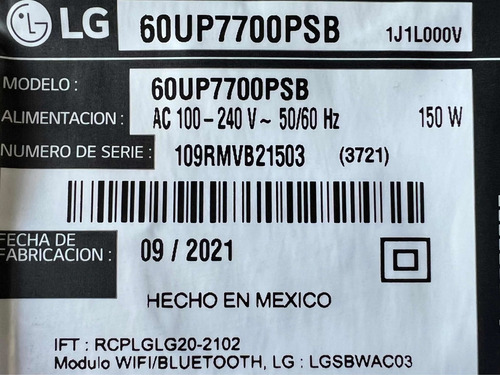 LG 60UP7700PSB 1J1L000V
MODELO : 60UP7700PSB
ALIMENTACION : AC 100-240 V~ 50/60 Hz 150 W
NUMERO DE SERIE : 109RMVB21503 (3721)
FECHA DE
FABRICACION : 09 / 2021
HECHO EN MEXICO
IFT : RCPLGLG20-2102
Modulo WIFI/BLUETOOTH, LG : LGSBWAC03